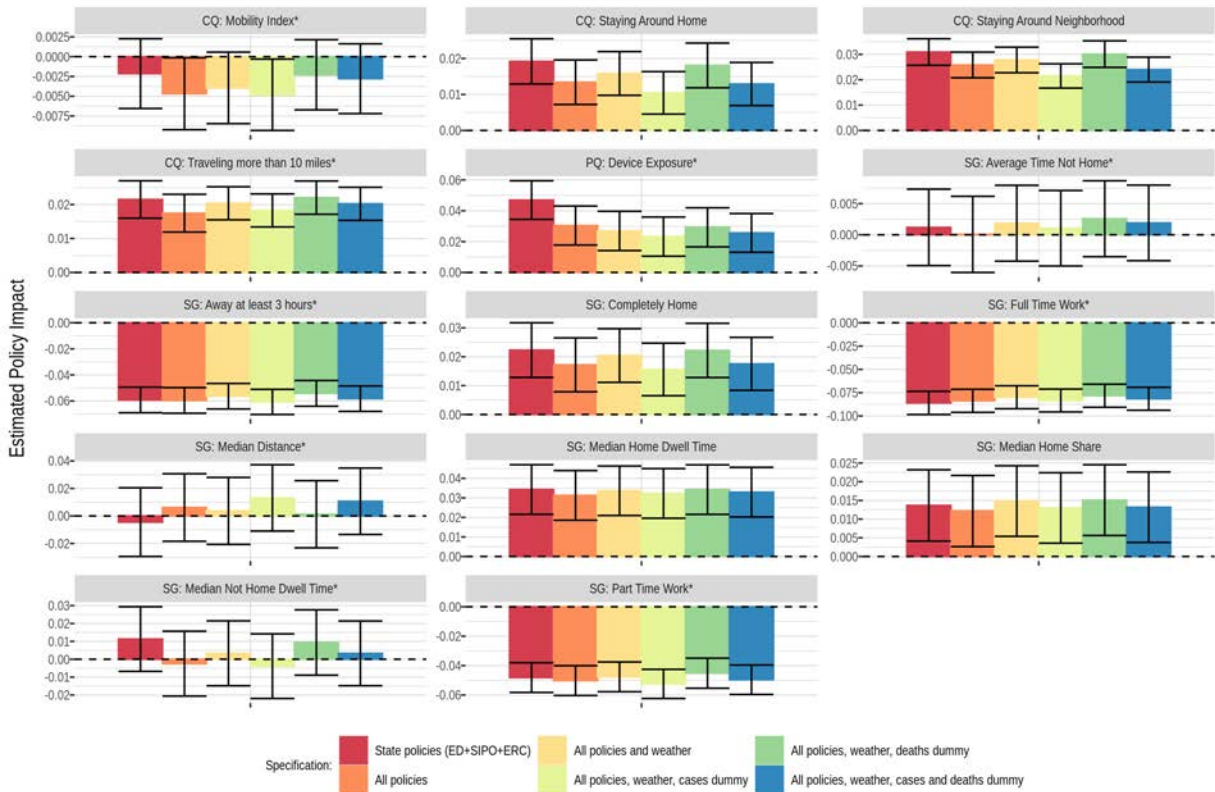 Estimated Policy Impact
CQ: Mobility Index*
0.0025
0.0000
-0.0025
-0.0050
-0.0075
CQ: Staying Around Home
0.02
0.01
0.00
CQ: Staying Around Neighborhood
0.03
0.02
0.01
0.00
CQ: Traveling more than 10 miles*
0.02
0.01
0.00
PQ: Device Exposure*
0.06
0.04
0.02
0.00
SG: Average Time Not Home*
0.005
0.000
-0.005
SG: Away at least 3 hours*
0.00
-0.02
-0.04
-0.06
SG: Completely Home
0.03
0.02
0.01
0.00
SG: Full Time Work*
0.000
-0.025
-0.050
-0.075
-0.100
SG: Median Distance*
0.04
0.02
0.00
-0.02
SG: Median Home Dwell Time
0.04
0.03
0.02
0.01
0.00
SG: Median Home Share
0.025
0.020
0.015
0.010
0.005
0.000
SG: Median Not Home Dwell Time*
0.03
0.02
0.01
0.00
-0.01
-0.02
SG: Part Time Work*
0.00
-0.02
-0.04
-0.06
Specification:
State policies (ED+SIPO+ERC)
All policies
All policies and weather
All policies, weather, cases dummy
All policies, weather, deaths dummy
All policies, weather, cases and deaths dummy